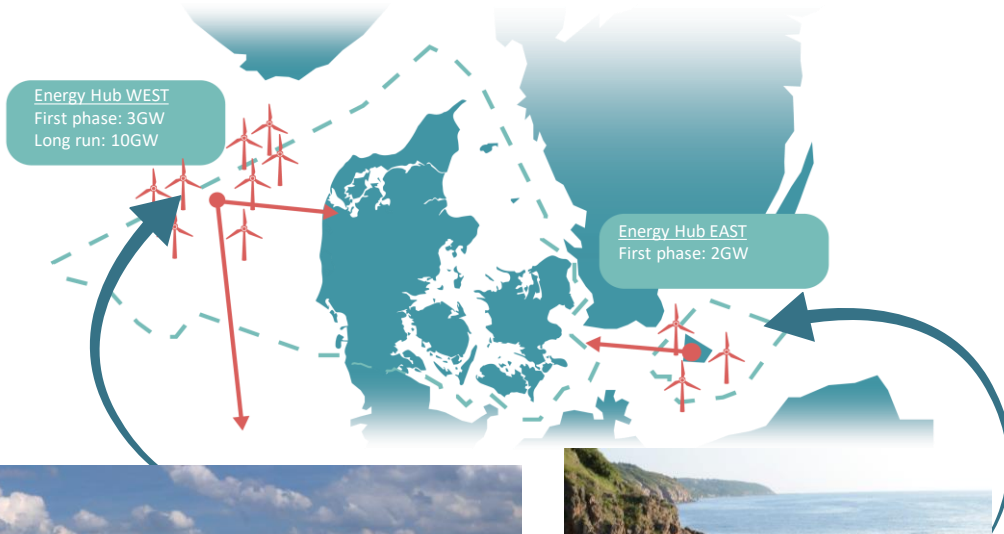 Energy Hub WEST
First phase: 3GW
Long run: 10GW
Energy Hub EAST
First phase: 2GW